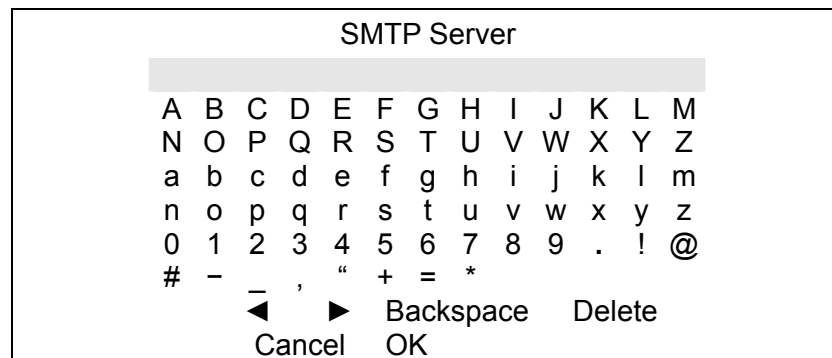 SMTP Server
A B C D E F G H I J K L M
N O P Q R S T U V W X Y Z
a b c d e f g h i j k l m
n o p q r s t u v w x y z
0 1 2 3 4 5 6 7 8 9 . ! @
# − _ , “ + = *
◄ ► Backspace Delete
Cancel OK